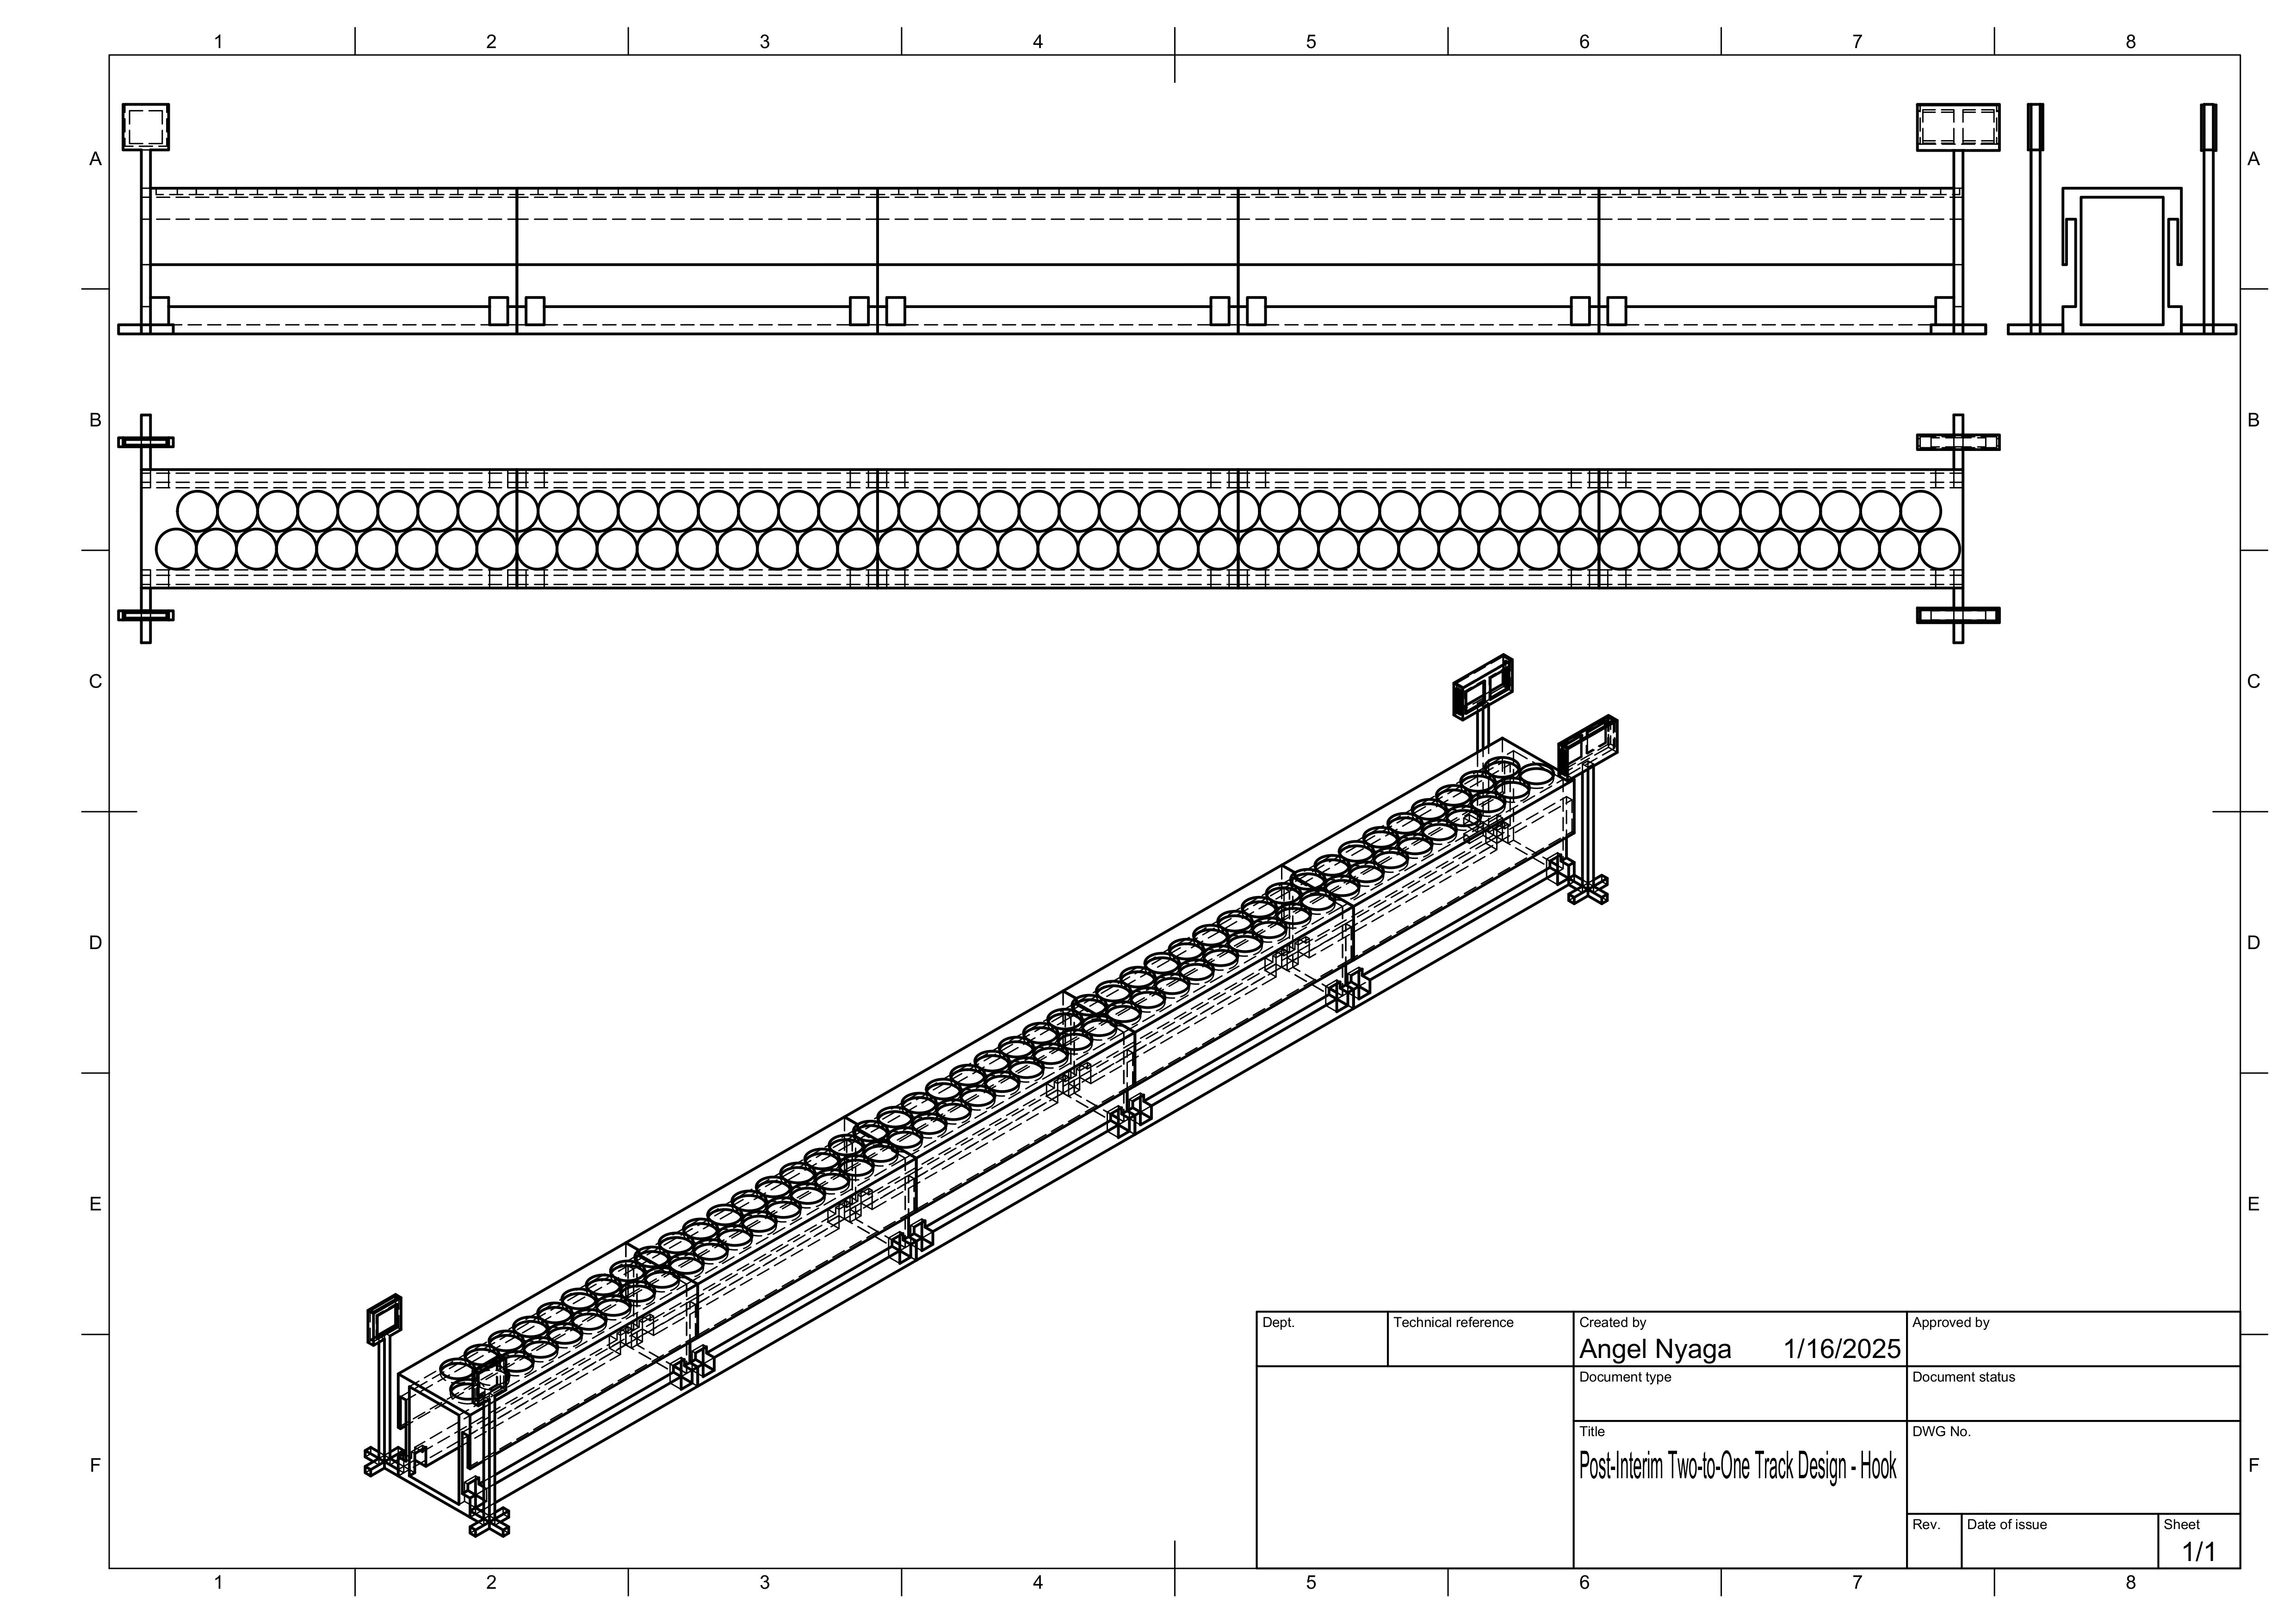 1 2 3 4 5 6 7 8
A A
B B
C C
D D
E E
F F
Dept. Technical reference Created by Approved by
Angel Nyaga 1/16/2025
Document type Document status
Title DWG No.
Post-Interim Two-to-One Track Design - Hook
Rev. Date of issue Sheet
1/1
1 2 3 4 5 6 7 8